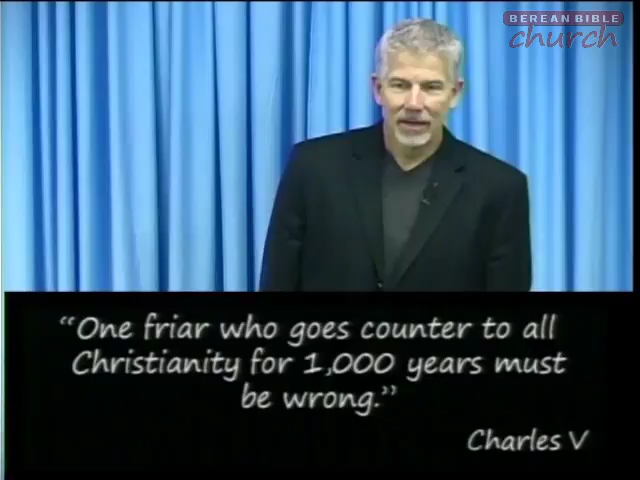 BEREAN BIBLE
church
“One friar who goes counter to all
Christianity for 1,000 years must
be wrong.”
Charles V